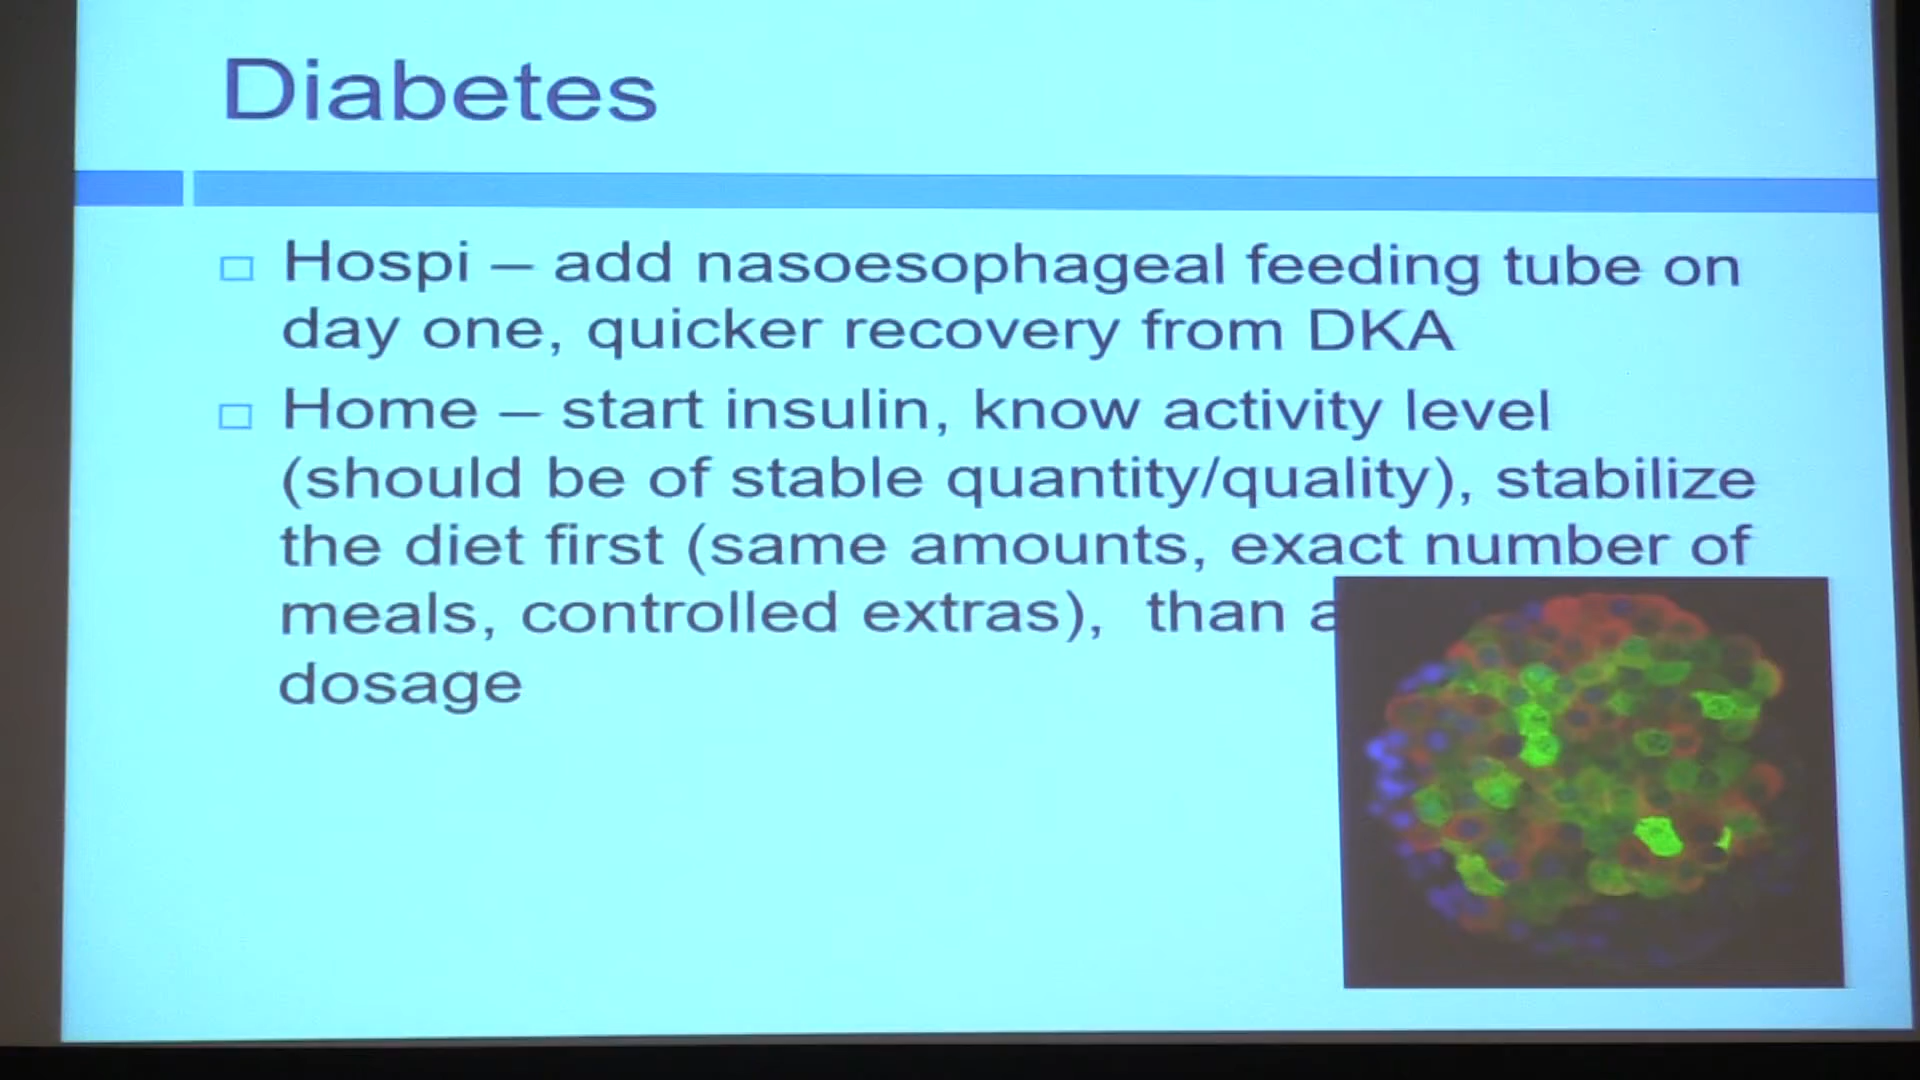 Diabetes
Hospi – add nasoesophageal feeding tube on
day one, quicker recovery from DKA
Home – start insulin, know activity level
(should be of stable quantity/quality), stabilize
the diet first (same amounts, exact number of
meals, controlled extras), than
dosage